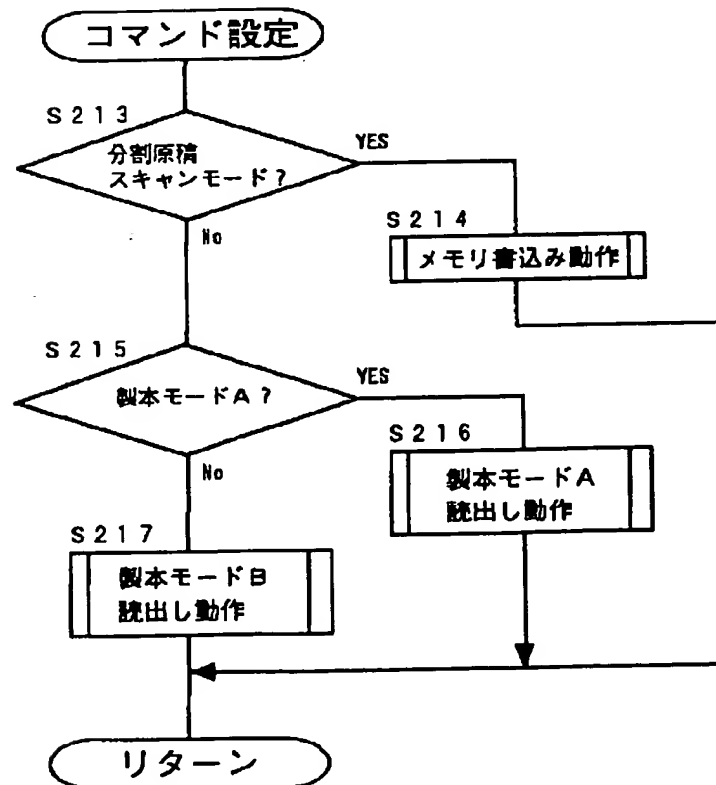 コマンド設定
S213
分割原稿
スキャンモード?
YES
No
S214
メモリ書込み動作
S215
製本モードA?
YES
No
S216
製本モードA
読出し動作
S217
製本モードB
読出し動作
リターン